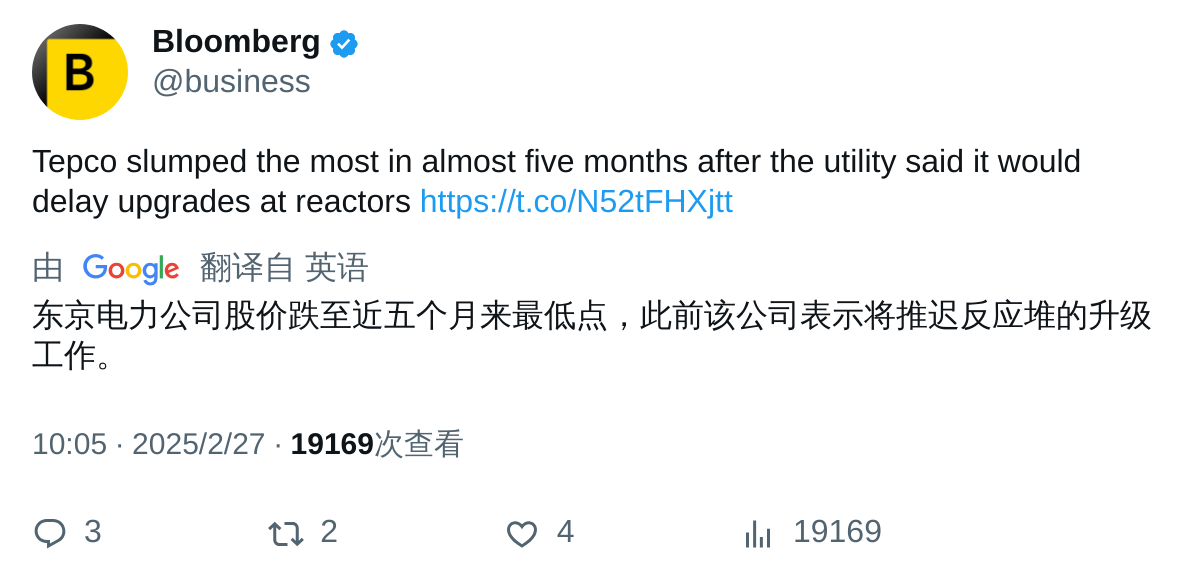 B
Bloomberg
@business
Tepco slumped the most in almost five months after the utility said it would
delay upgrades at reactors https://t.co/N52tFHXjtt
由 Google 翻译自 英语
东京电力公司股价跌至近五个月来最低点，此前该公司表示将推迟反应堆的升级
工作。
10:05 · 2025/2/27 · 19169次查看
3 2 4 19169